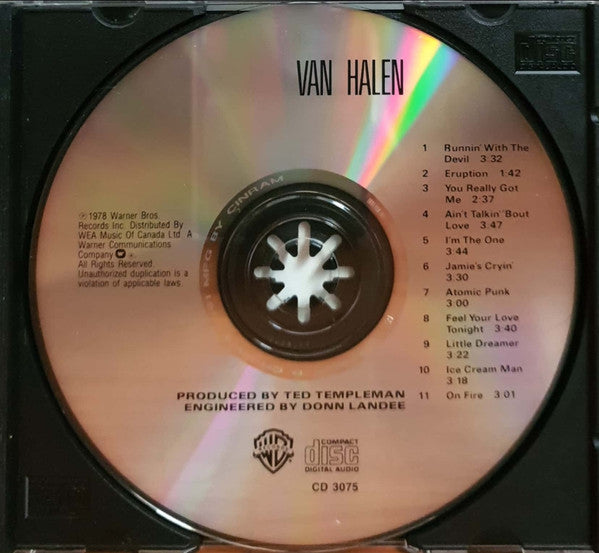 VAN HALEN
1 Runnin' With The
Devil 3:32
2 Eruption 1:42
3 You Really Got
Me 2:37
4 Ain't Talkin' Bout
Love 3.47
5 I'm The One
3:44
6 Jamie's Cryin'
3.30
7 Atomic Punk
3:00
8 Feel Your Love
Tonight 3:40
9 Little Dreamer
3:22
10 Ice Cream Man
3:18
11 On Fire 3:01
℗1978 Warner Bros.
Records Inc. Distributed By
WEA Music Of Canada Ltd. A
Warner Communications
Company
All Rights Reserved.
Unauthorized duplication is a
violation of applicable laws.
MFG BY CINRAM
PRODUCED BY TED TEMPLEMAN
ENGINEERED BY DONN LANDEE
WB
COMPACT
disc
DIGITAL AUDIO
CD 3075